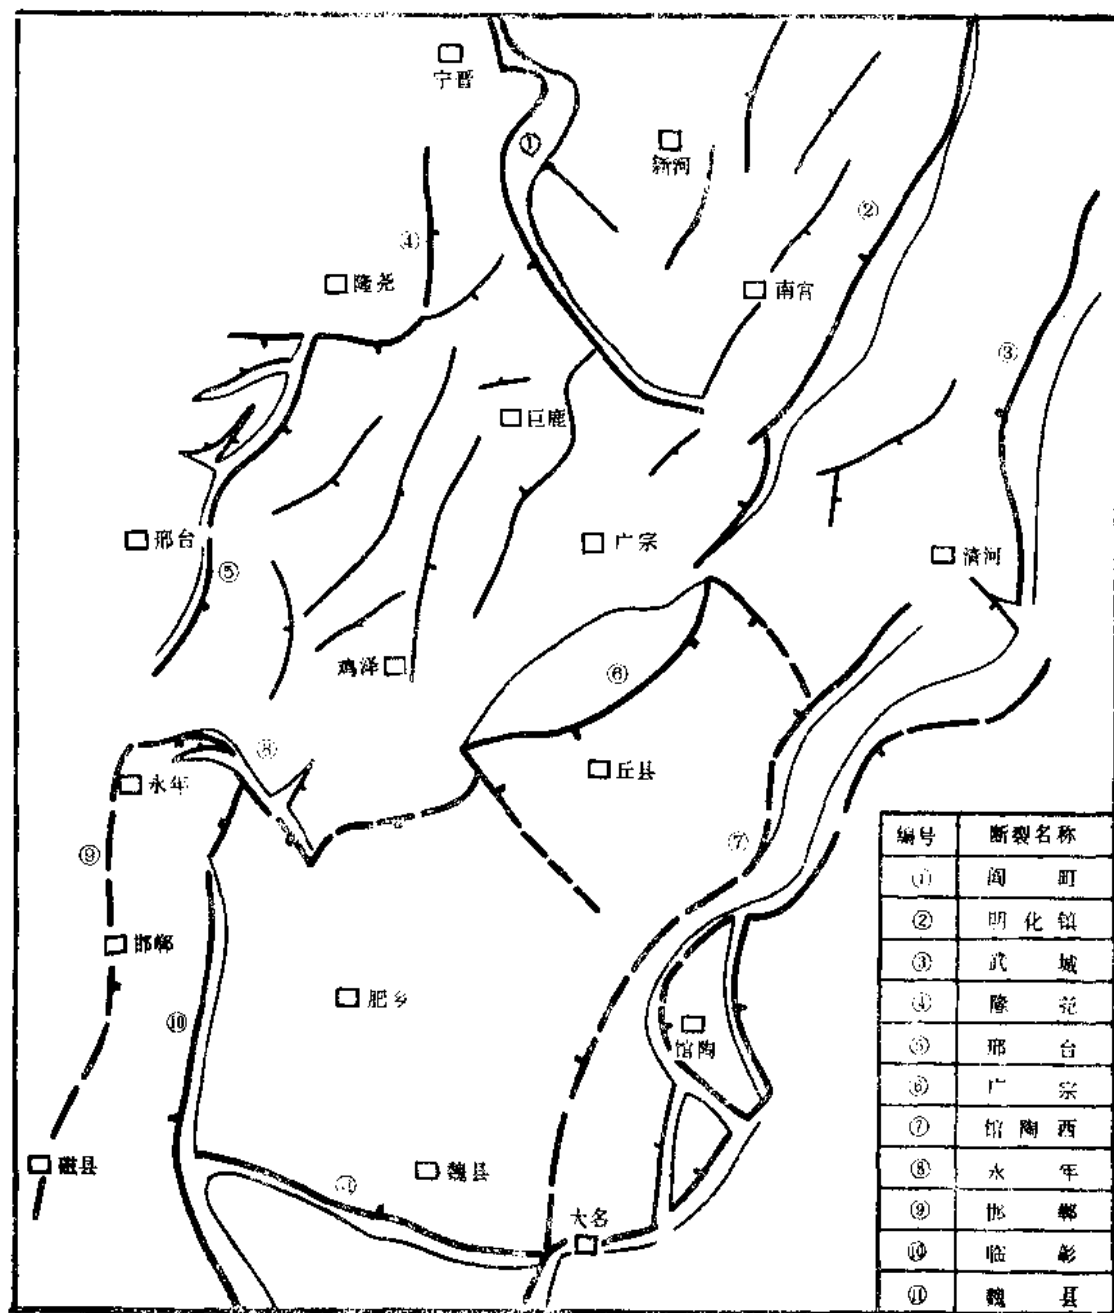 宁晋
①
新河
②
④
隆尧
南宫
③
巨鹿
邢台
广宗
清河
⑤
鸡泽
⑥
⑧
永年
丘县
⑦
⑨
邯郸
肥乡
⑩
馆陶
磁县
魏县
大名
编号 断裂名称
① 町
② 明化镇
③ 武城
④ 隆尧
⑤ 邢台
⑥ 广宗
⑦ 馆陶西
⑧ 永年
⑨ 邯郸
⑩ 临彰
⑪ 魏县